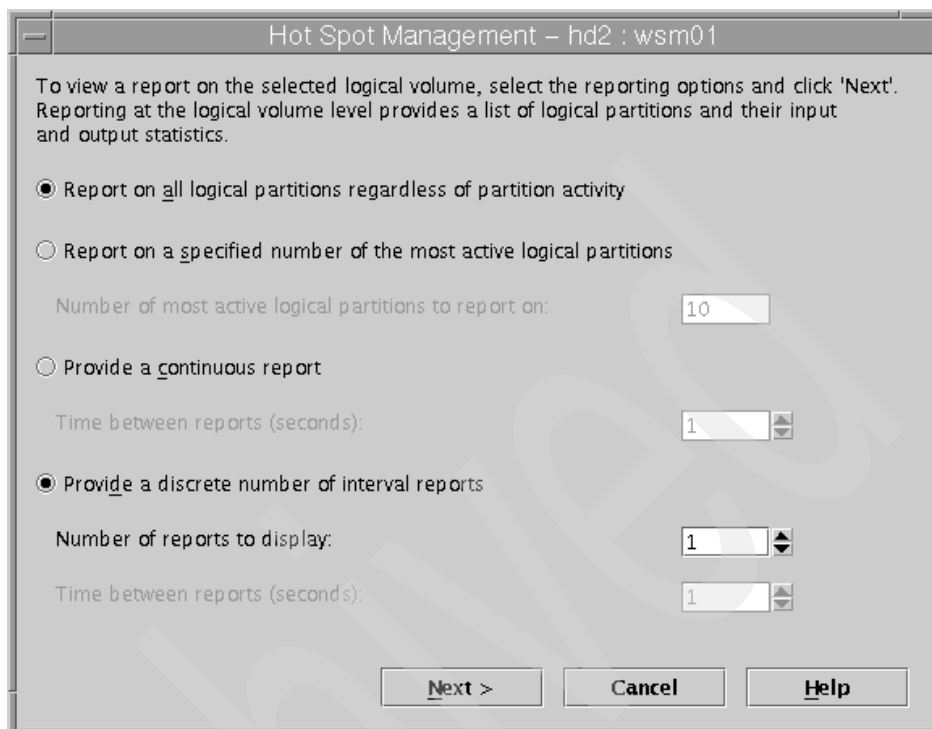 Hot Spot Management – hd2 : wsm01
To view a report on the selected logical volume, select the reporting options and click 'Next'.
Reporting at the logical volume level provides a list of logical partitions and their input
and output statistics.
Report on all logical partitions regardless of partition activity
Report on a specified number of the most active logical partitions
Number of most active logical partitions to report on: 10
Provide a continuous report
Time between reports (seconds): 1
Provide a discrete number of interval reports
Number of reports to display: 1
Time between reports (seconds): 1
Next > Cancel Help